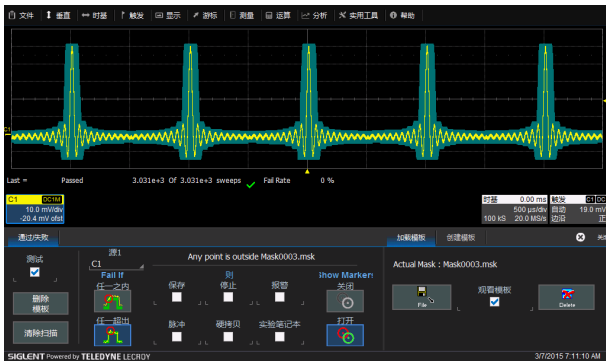 文件 垂直 时基 触发 显示 游标 测量 运算 分析 实用工具 帮助
C1
Last = Passed 3.031e+3 Of 3.031e+3 sweeps Fail Rate 0 %
C1 DC1M
10.0 mV/div
-20.4 mV ofst
时基 0.00 ms
500 µs/div
100 kS 20.0 MS/s
触发 C1 DC
自动 19.0 mV
边沿 正
通过/失败 加载模板 创建模板
测试
删除
模板
清除扫描
源1
C1
Any point is outside Mask0003.msk
Fail If
任一之内
任一超出
则
保存 停止 报警
脉冲 硬拷贝 实验笔记本
Show Markers
关闭
打开
Actual Mask : Mask0003.msk
File
观看模板
Delete
SIGLENT Powered by TELEDYNE LECROY
3/7/2015 7:11:10 AM